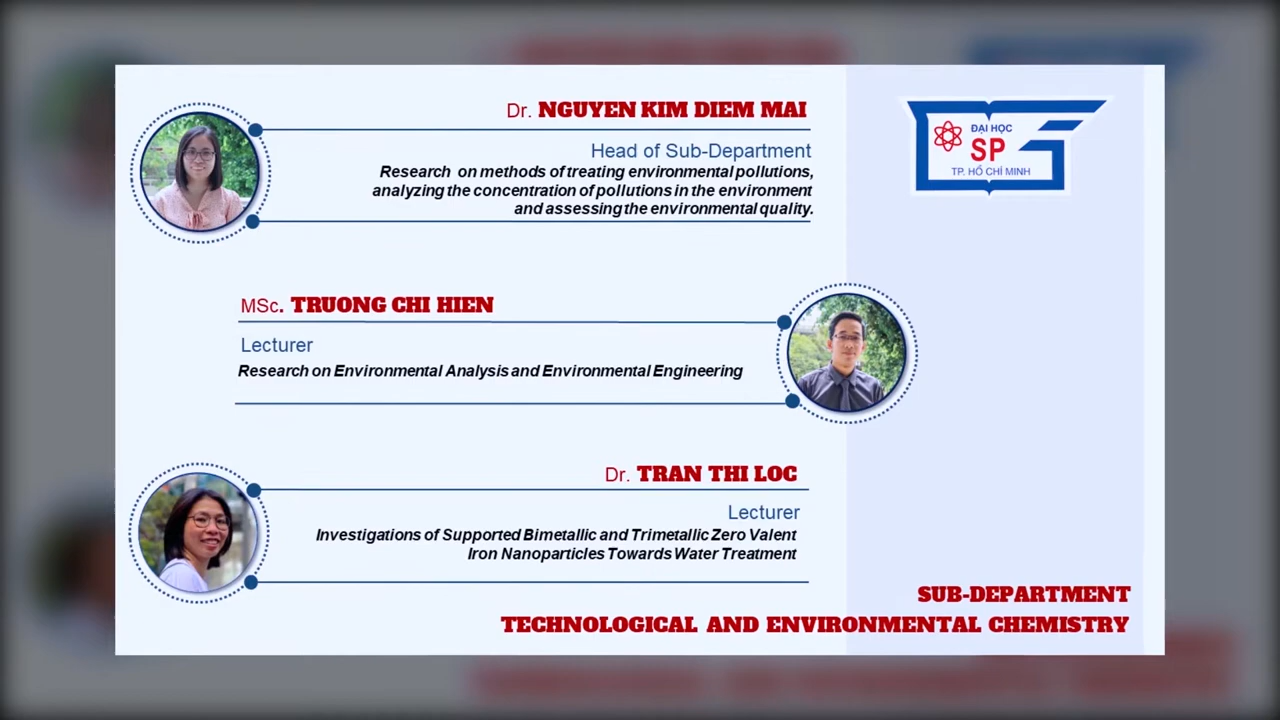 Dr. NGUYEN KIM DIEM MAI
Head of Sub-Department
Research on methods of treating environmental pollutions,
analyzing the concentration of pollutions in the environment
and assessing the environmental quality.
ĐẠI HỌC
SP
TP. HỒ CHÍ MINH
MSc. TRUONG CHI HIEN
Lecturer
Research on Environmental Analysis and Environmental Engineering
Dr. TRAN THI LOC
Lecturer
Investigations of Supported Bimetallic and Trimetallic Zero Valent
Iron Nanoparticles Towards Water Treatment
SUB-DEPARTMENT
TECHNOLOGICAL AND ENVIRONMENTAL CHEMISTRY